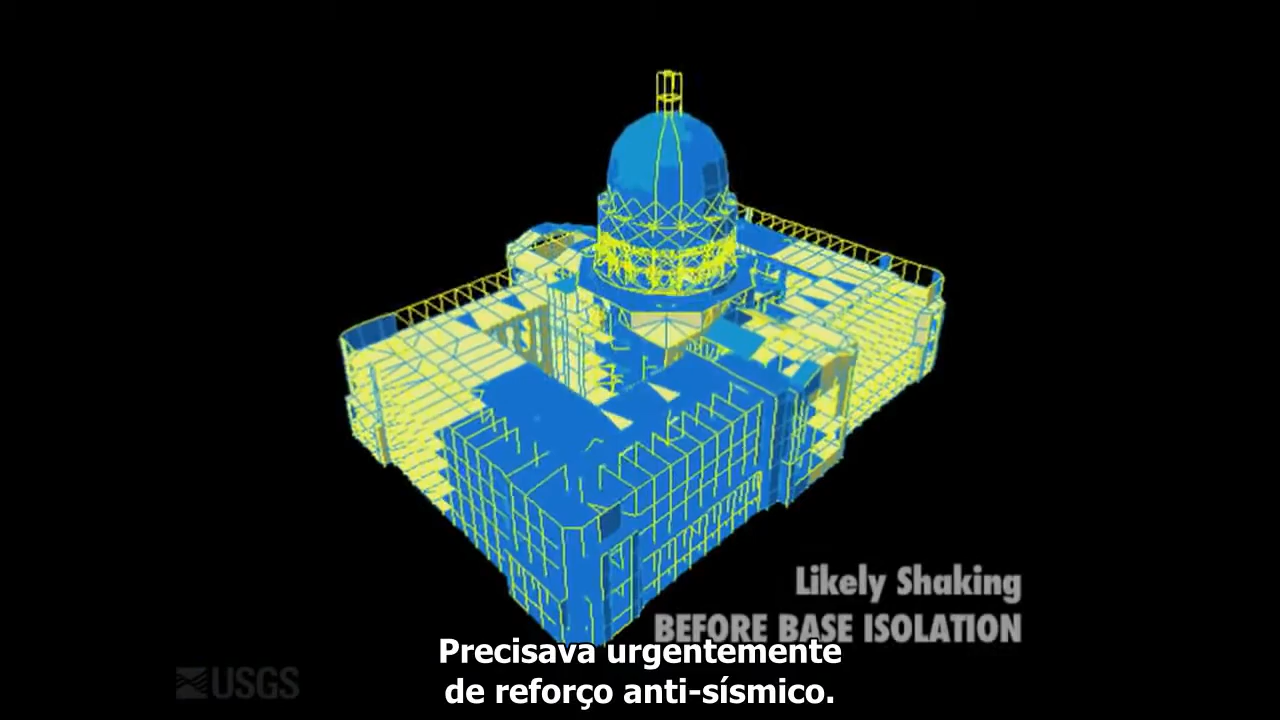 Likely Shaking
BEFORE BASE ISOLATION
Precisava urgentemente
de reforço anti-sísmico.
USGS